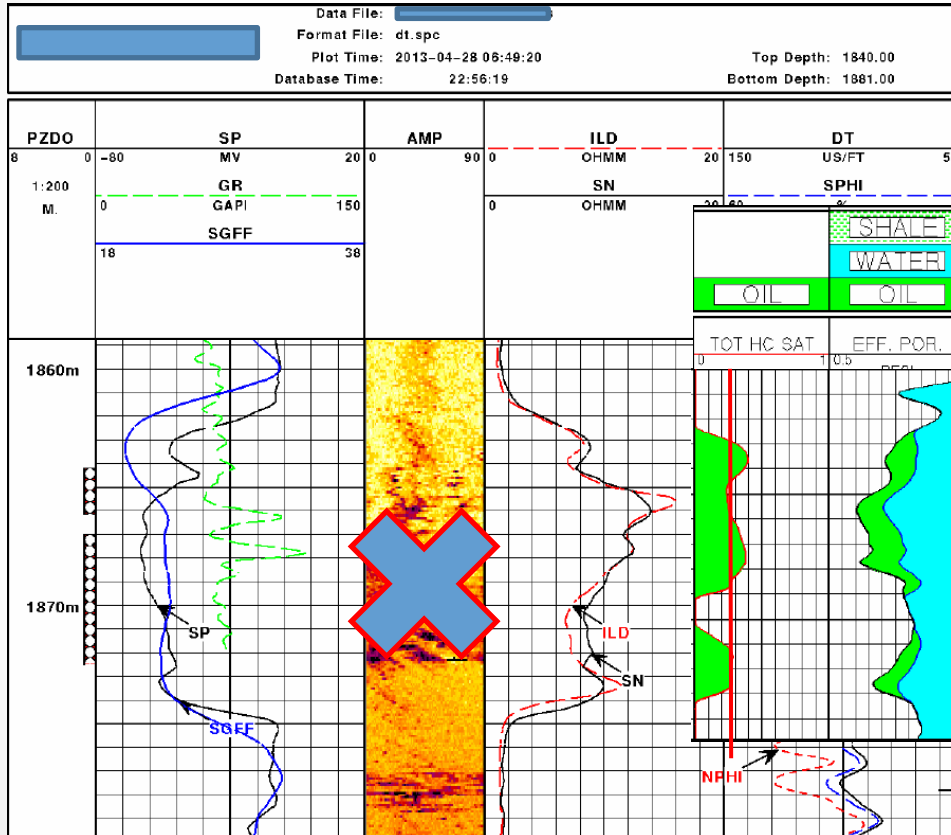 Data File:
Format File: dt.spc
Plot Time: 2013-04-28 06:49:20 Top Depth: 1840.00
Database Time: 22:56:19 Bottom Depth: 1881.00
PZDO SP AMP ILD DT
8 0 -80 MV 20 0 90 0 OHMM 20 150 US/FT 5
1:200 GR SN SPHI
M. 0 GAPI 150 0 OHMM
SGFF
18 38
SHALE
WATER
OIL OIL
TOT HC SAT EFF. POR.
0 1 0.5
1860m
1870m
SP
ILD
SN
SGFF
NPHI